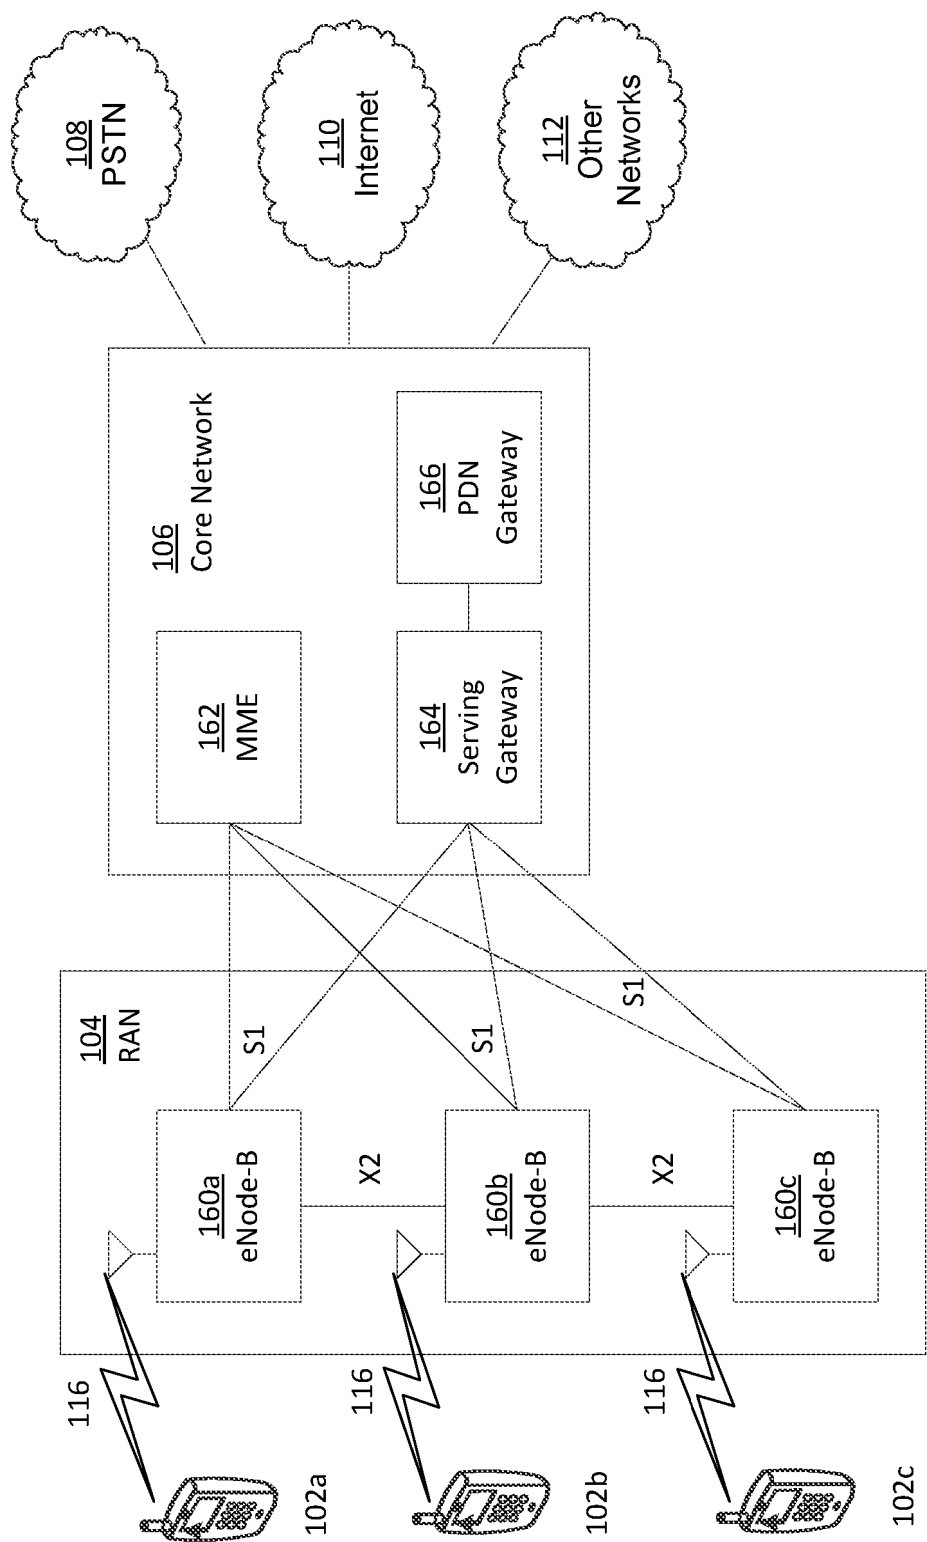 102a
116
160a
eNode-B
104
RAN
S1
X2
102b
116
160b
eNode-B
S1
X2
102c
116
160c
eNode-B
S1
162
MME
106
Core Network
164
Serving
Gateway
166
PDN
Gateway
108
PSTN
110
Internet
112
Other
Networks